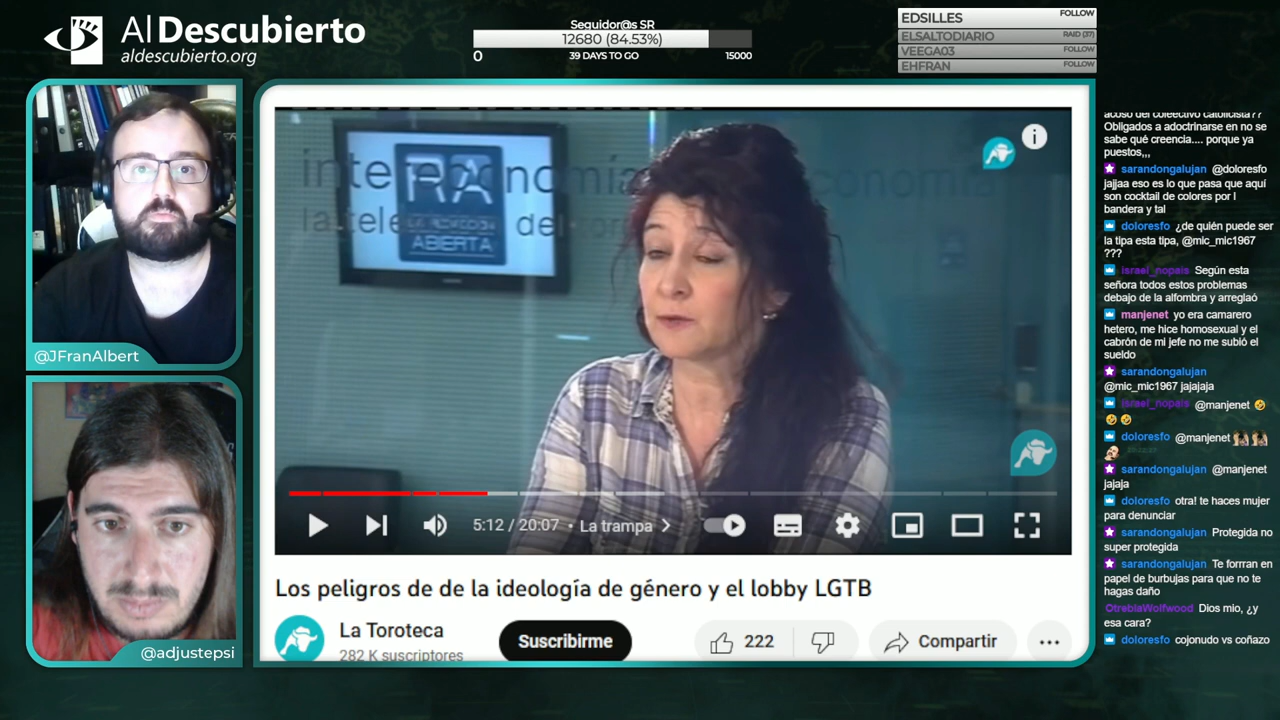 Al Descubierto
aldescubierto.org
Seguidor@s SR
12680 (84.53%)
0
39 DAYS TO GO
15000
EDSILLES
FOLLOW
ELSALTODIARIO
RAID (37)
VEEGA03
FOLLOW
EHFRAN
FOLLOW
@JFranAlbert
@adjustepsi
RA
ABIERTA
5:12 / 20:07 • La trampa
Los peligros de de la ideología de género y el lobby LGTB
La Toroteca
282 K suscriptores
Suscribirme
222
Compartir
acoso del coleectivo catolicista??
Obligados a adoctrinarse en no se
sabe qué creencia.... porque ya
puestos,,,
sarandongalujan @doloresfo
jajjaa eso es lo que pasa que aquí
son cocktail de colores por l
bandera y tal
doloresfo ¿de quién puede ser
la tipa esta tipa, @mic_mic1967
???
israel_nopais Según esta
señora todos estos problemas
debajo de la alfombra y arreglaó
manjenet yo era camarero
hetero, me hice homosexual y el
cabrón de mi jefe no me subió el
sueldo
sarandongalujan
@mic_mic1967 jajajaja
israel_nopais @manjenet
doloresfo @manjenet
sarandongalujan @manjenet
jajaja
doloresfo otra! te haces mujer
para denunciar
sarandongalujan Protegida no
super protegida
sarandongalujan Te forrran en
papel de burbujas para que no te
hagas daño
OtreblaWolfwood Dios mio, ¿y
esa cara?
doloresfo cojonudo vs coñazo